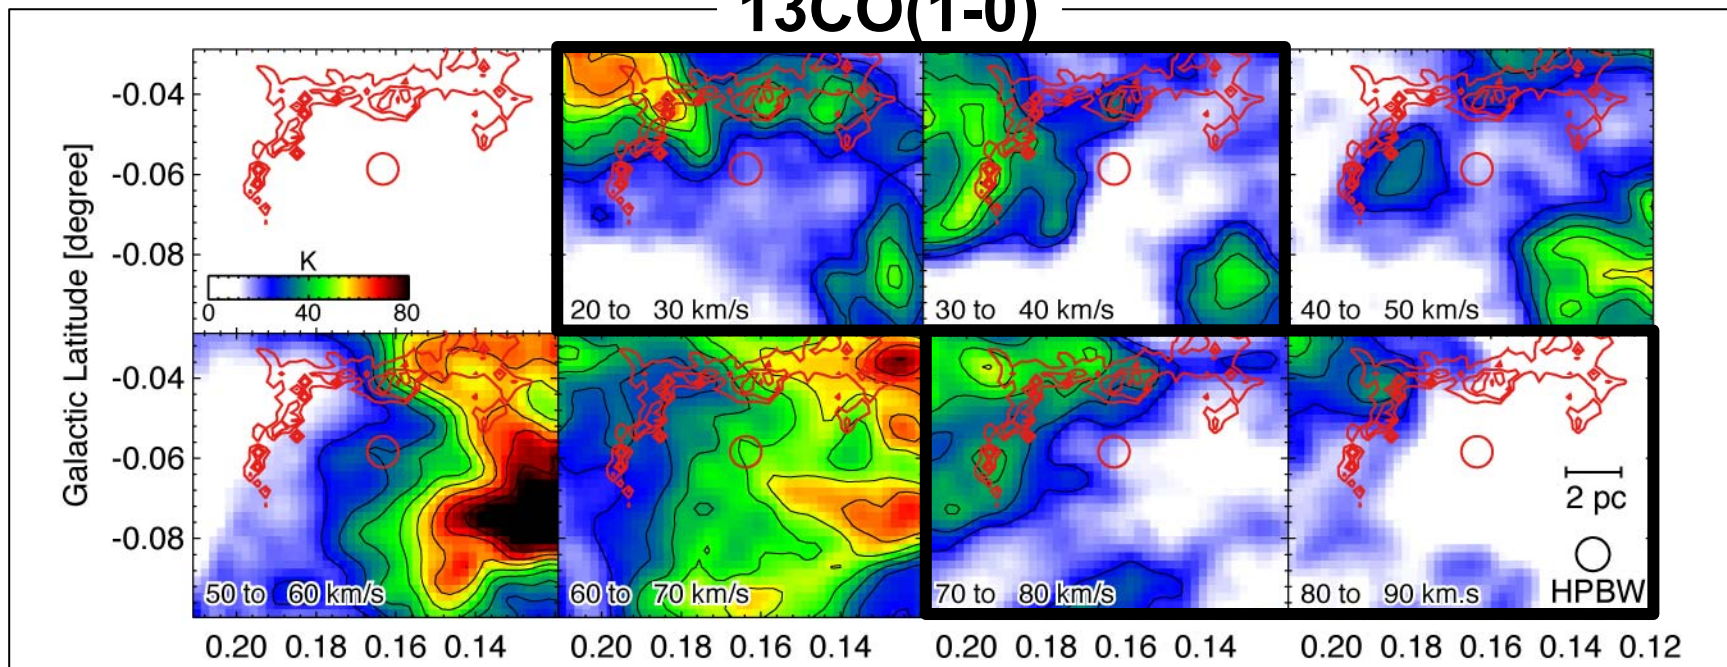 13CO(1-0)
Galactic Latitude [degree]
-0.04
-0.06
-0.08
K
0 40 80
20 to 30 km/s
30 to 40 km/s
40 to 50 km/s
-0.04
-0.06
-0.08
50 to 60 km/s
60 to 70 km/s
70 to 80 km/s
80 to 90 km.s
2 pc
HPBW
0.20 0.18 0.16 0.14 0.20 0.18 0.16 0.14 0.20 0.18 0.16 0.14 0.20 0.18 0.16 0.14 0.12